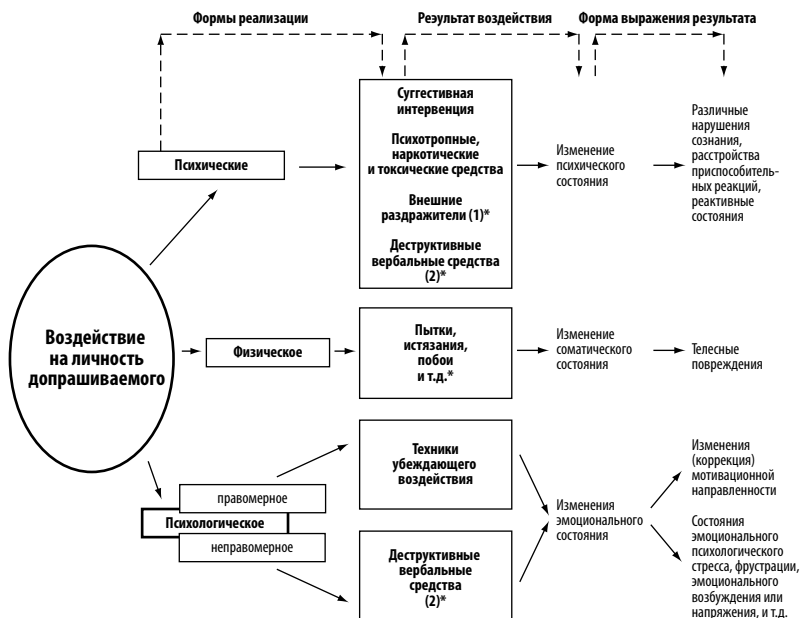 Формы реализации
Результат воздействия
Форма выражения результата
Суггестивная
интервенция
Психотропные,
наркотические
и токсические средства
Внешние
раздражители (1)*
Деструктивные
вербальные средства
(2)*
Психические
Изменение
психического
состояния
Различные
нарушения
сознания,
расстройства
приспособитель-
ных реакций,
реактивные
состояния
Воздействие
на личность
допрашиваемого
Физическое
Пытки,
истязания,
побои
и т.д.*
Изменение
соматического
состояния
Телесные
повреждения
правомерное
Психологическое
неправомерное
Техники
убеждающего
воздействия
Деструктивные
вербальные
средства
(2)*
Изменения
эмоционального
состояния
Изменения
(коррекция)
мотивационной
направленности
Состояния
эмоционального
психологического
стресса, фрустрации,
эмоционального
возбуждения или
напряжения, и т.д.